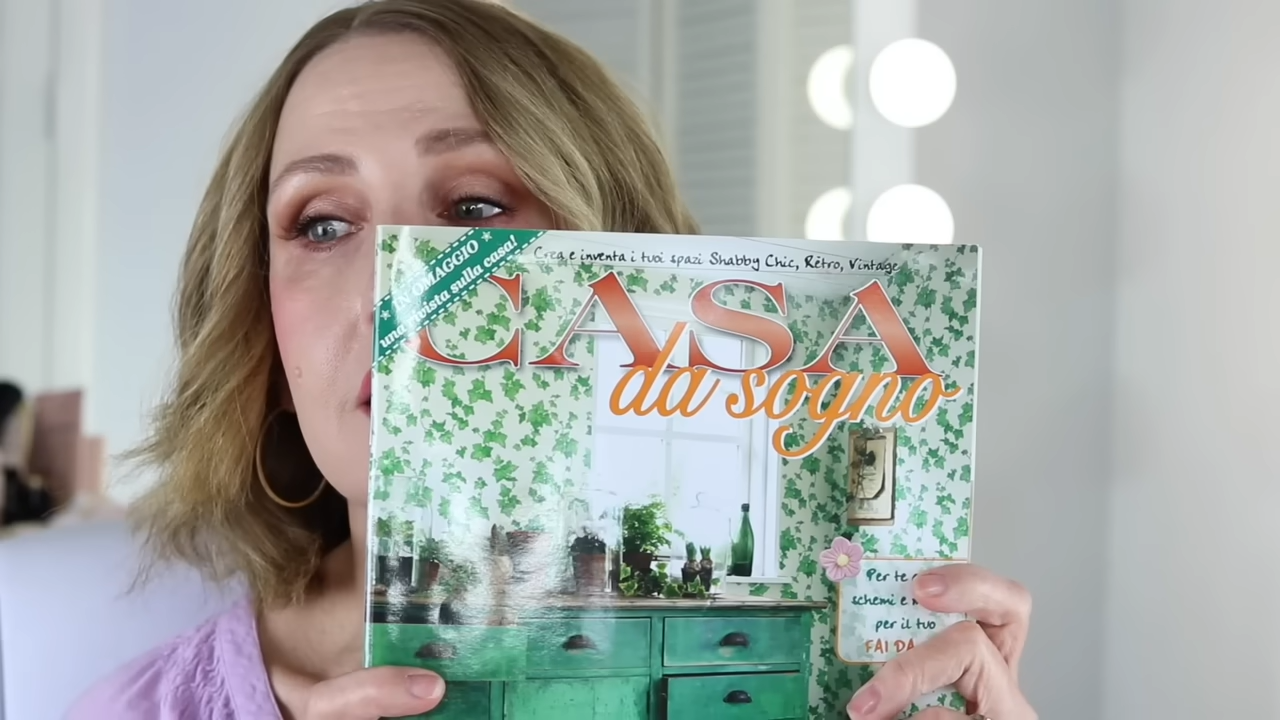 IN OMAGGIO
una rivista sulla casa!
Crea e inventa i tuoi spazi Shabby Chic, Rétro, Vintage
CASA
da sogno
Per te
schemi e
per il tuo
FAI DA